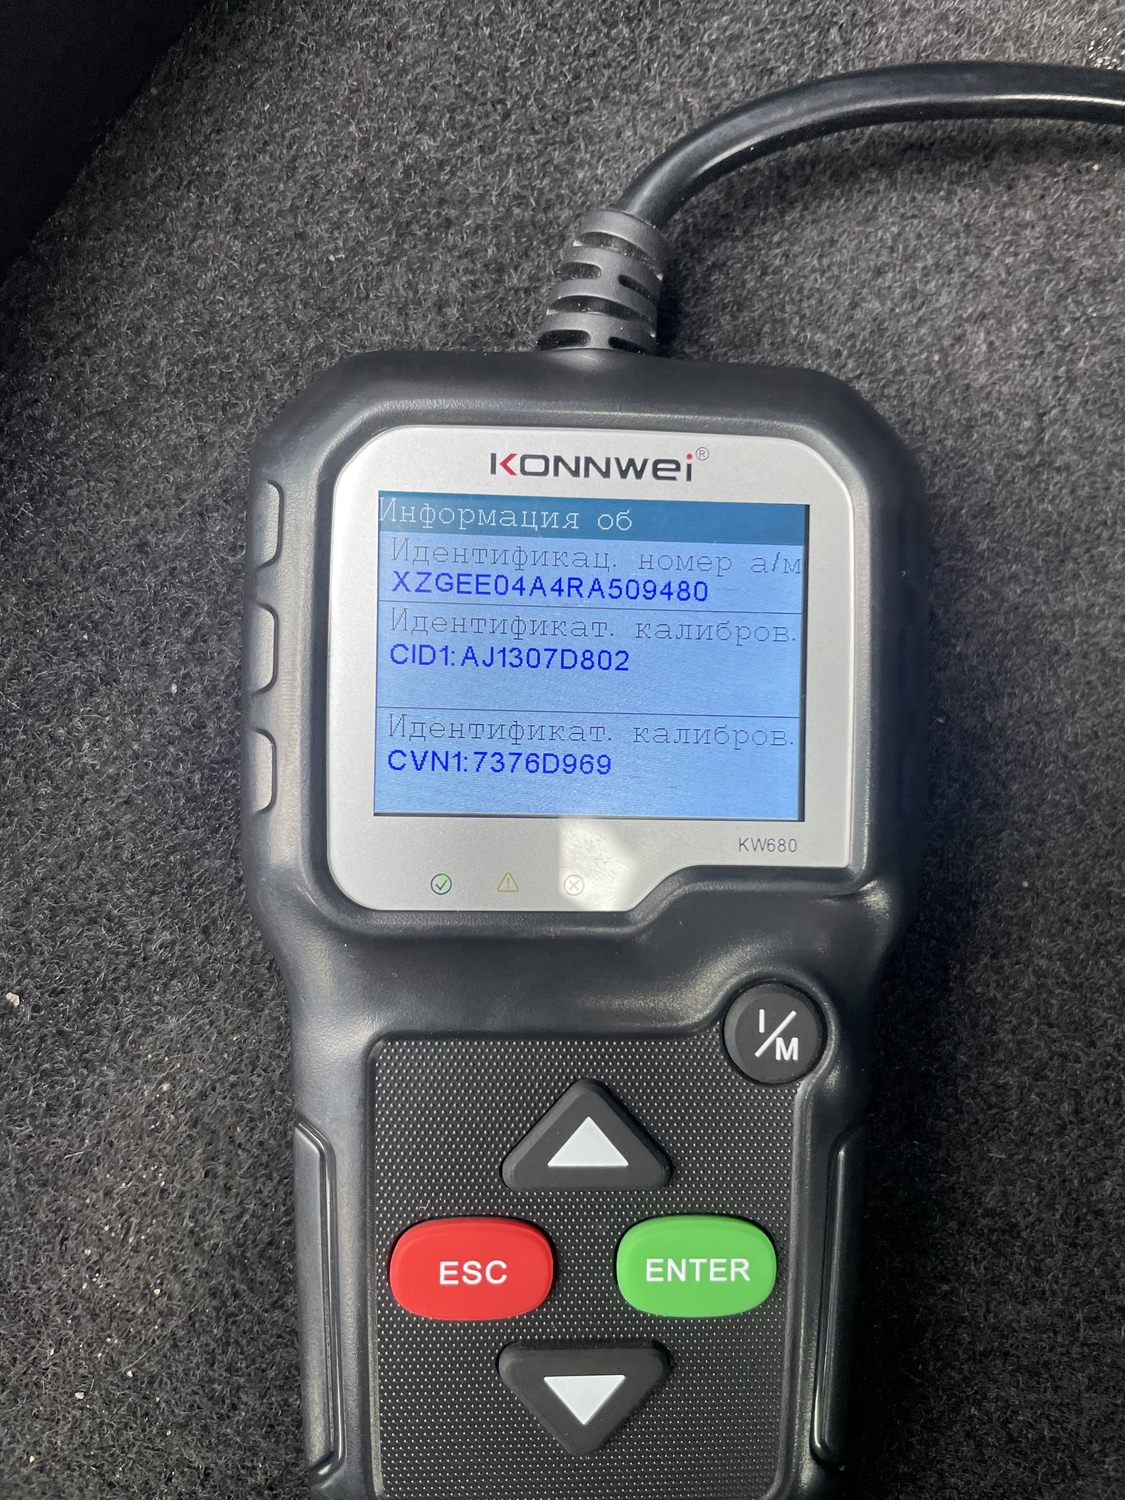 KONNWEI®
Информация об
Идентификац. номер а/м
XZGEE04A4RA509480
Идентификат. калибров.
CID1:AJ1307D802
Идентификат. калибров.
CVN1:7376D969
KW680
I/M
ESC
ENTER